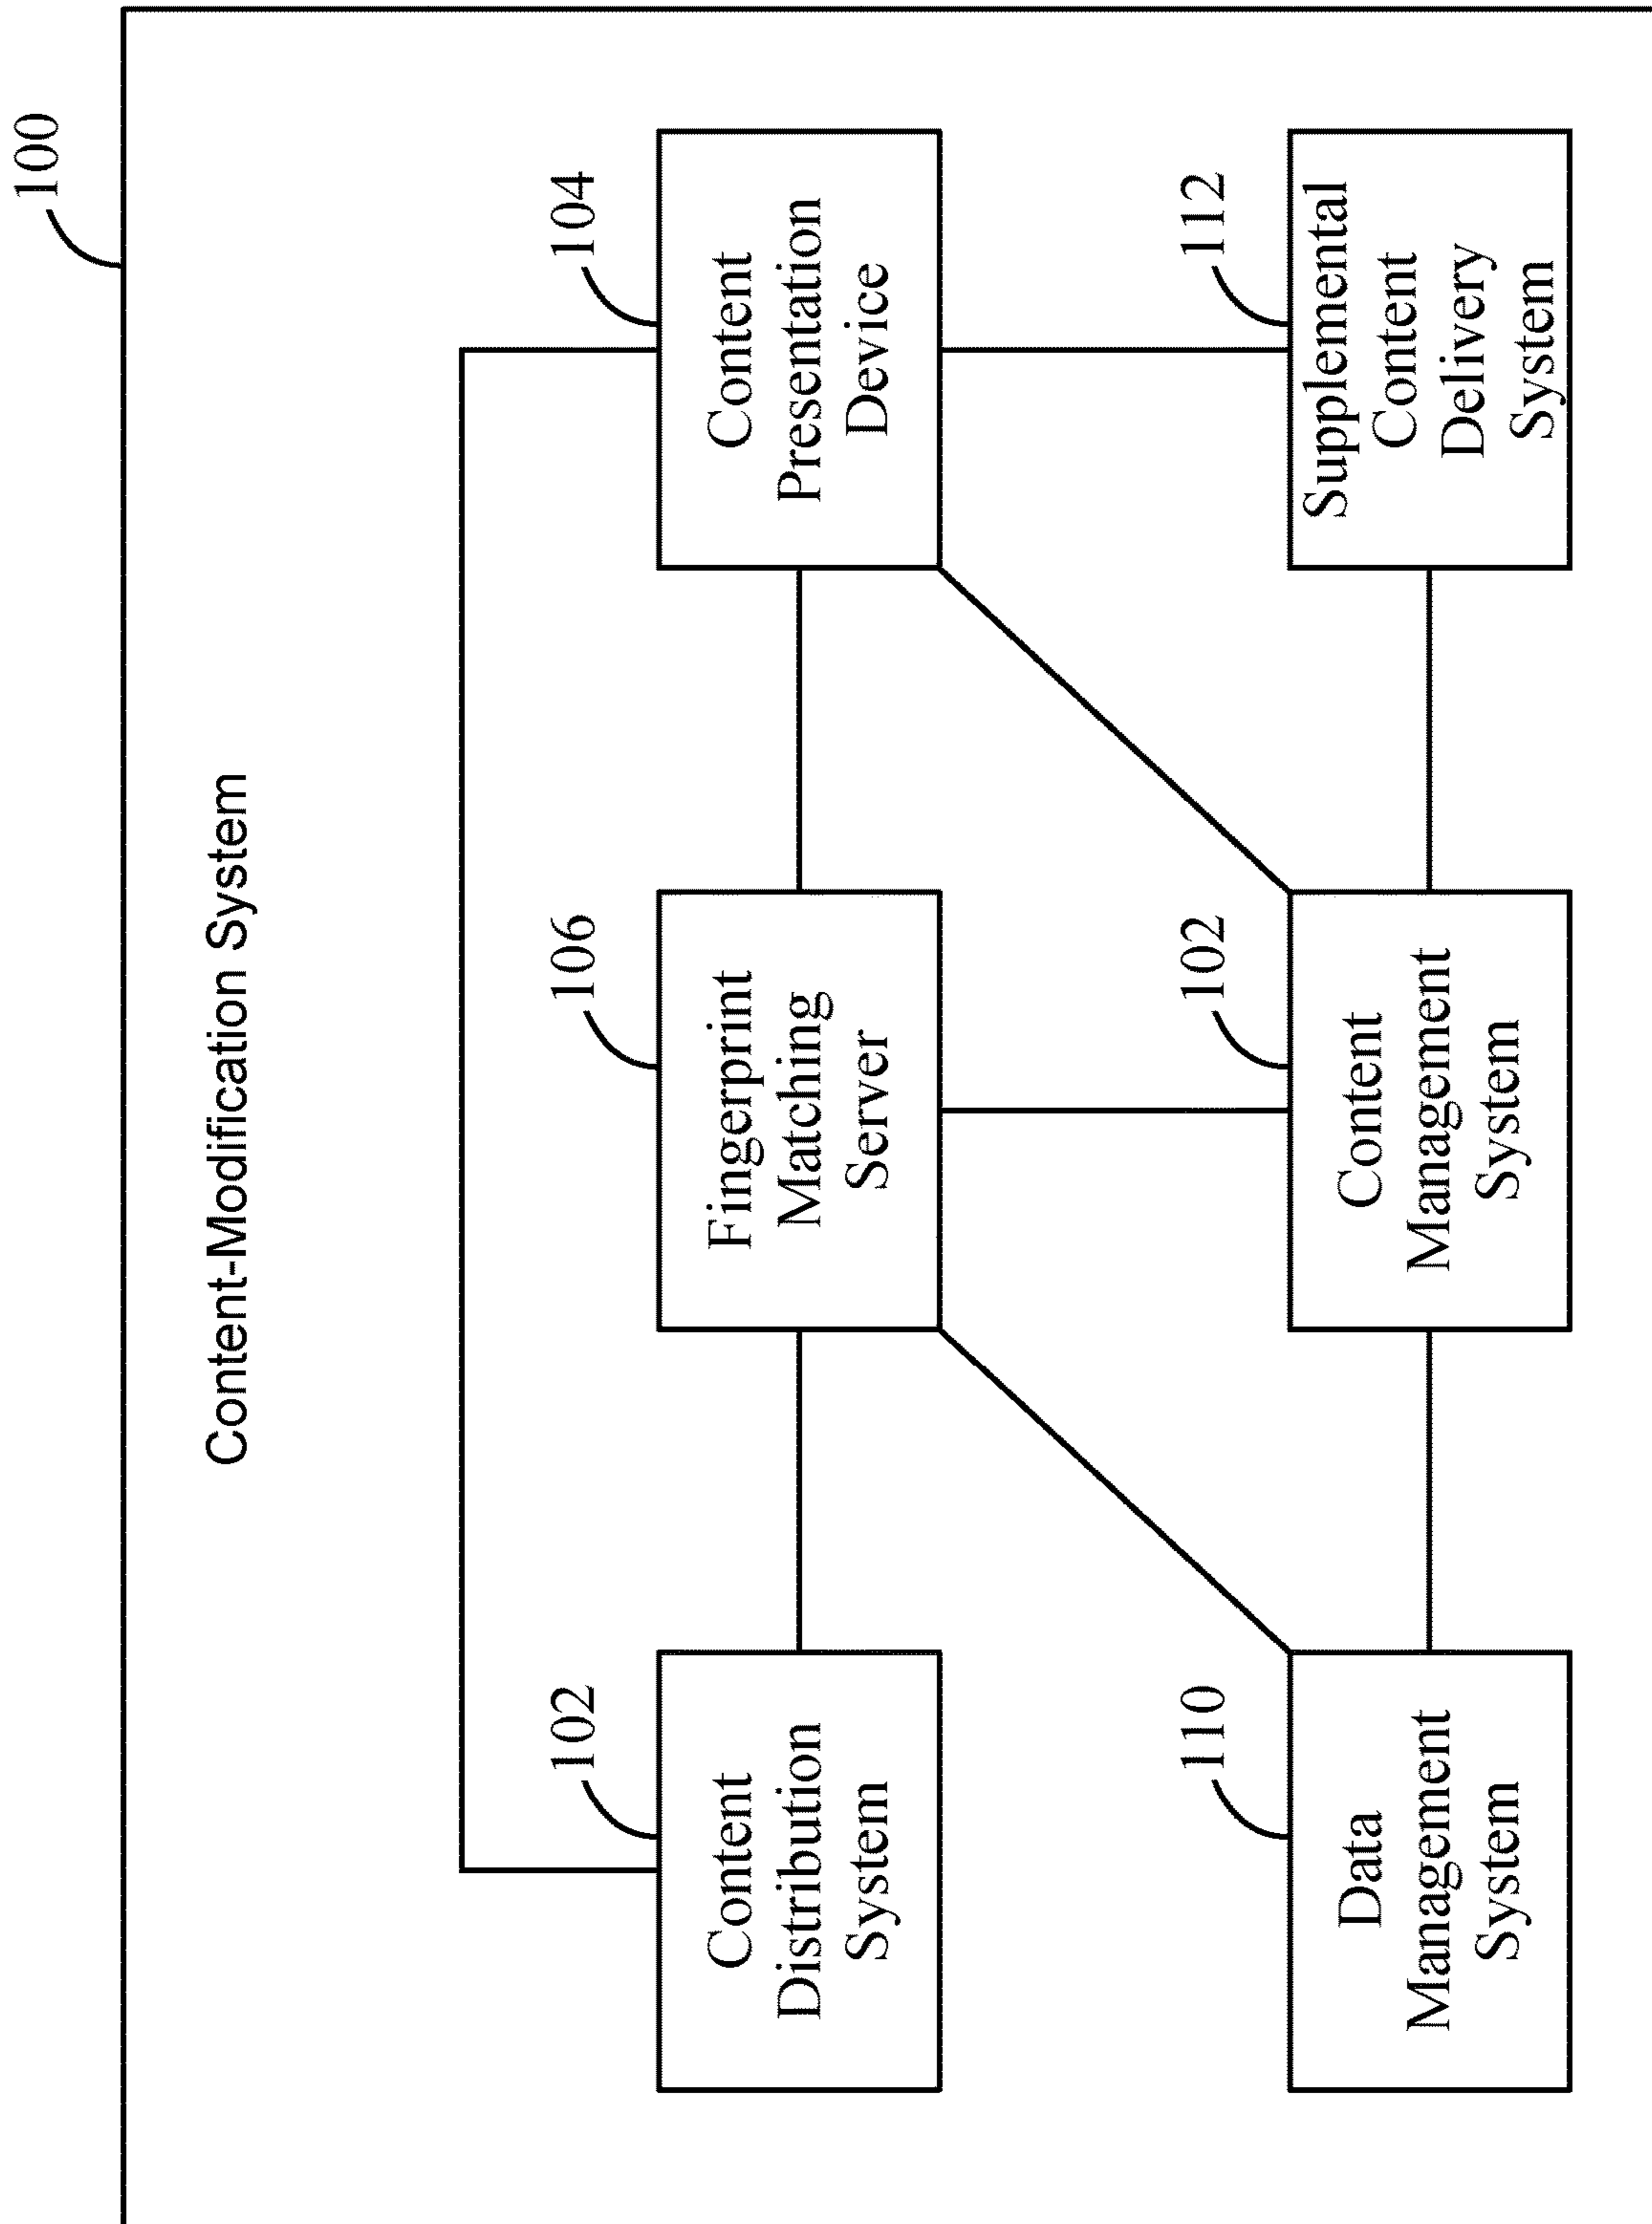 100
Content-Modification System
102
Content
Distribution
System
106
Fingerprint
Matching
Server
104
Content
Presentation
Device
110
Data
Management
System
102
Content
Management
System
112
Supplemental
Content
Delivery
System